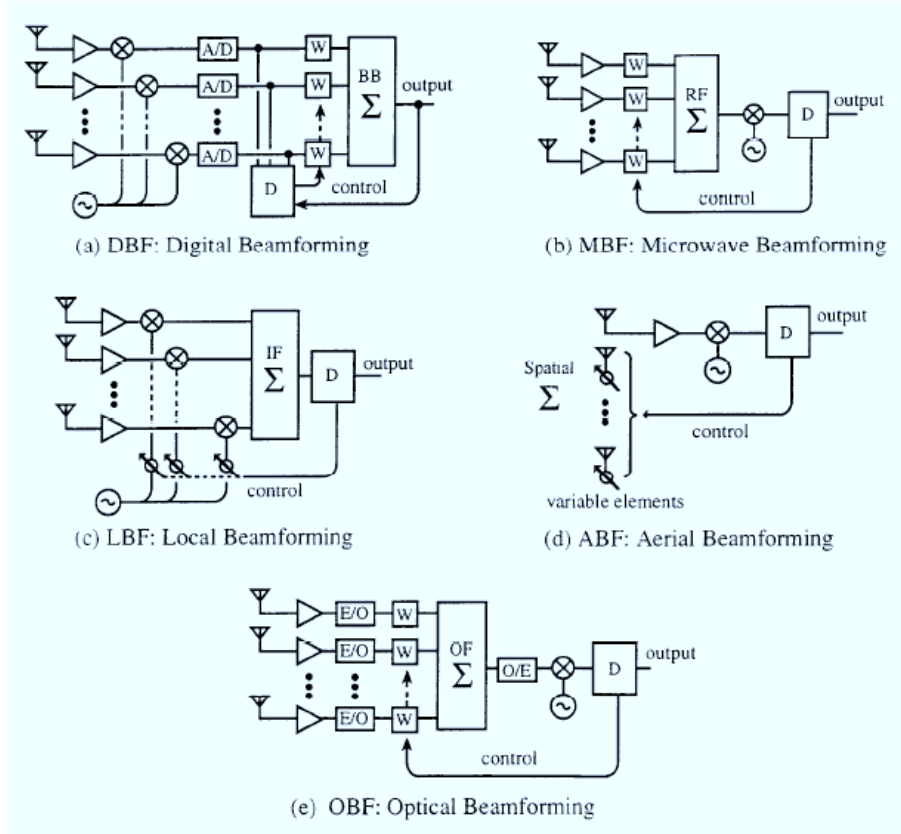 A/D W BB output
A/D W Σ
A/D W
D control
(a) DBF: Digital Beamforming
W output
W RF D
Σ
W
control
(b) MBF: Microwave Beamforming
IF output
Σ D
control
(c) LBF: Local Beamforming
D output
Spatial
Σ
control
variable elements
(d) ABF: Aerial Beamforming
E/O W
E/O W OF output
Σ O/E D
E/O W
control
(e) OBF: Optical Beamforming